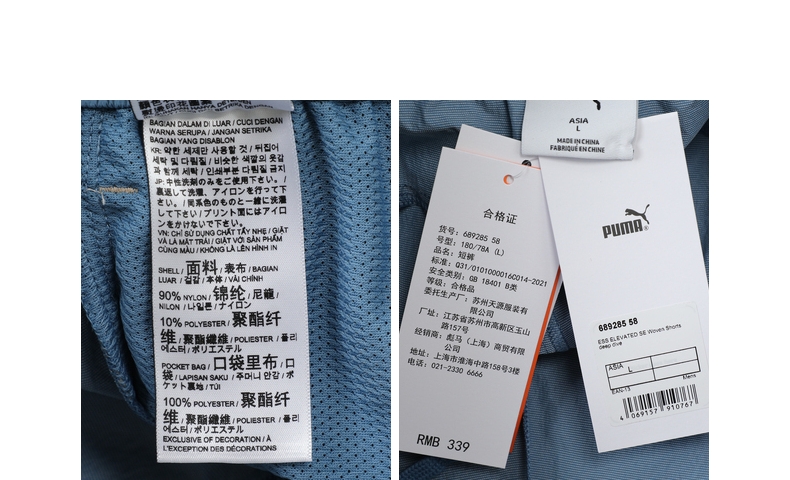 BAGIAN DALAM DI LUAR / CUCI DENGAN
WARNA SERUPA / JANGAN SETRIKA
BAGIAN YANG DISABLON
KR: 약한 세제만 사용할 것 / 뒤집어
세탁 및 다림질 / 비슷한 색깔의 옷감
과 함께 세탁 / 인쇄부분 다림질 금지
JP: 中性洗剤のみをご使用下さい。/
裏返して洗濯、アイロンを行って下
さい。/ 同系色のものと一緒に洗濯
して下さい / プリント面にはアイロ
ンをかけないで下さい。
VN: CHỈ SỬ DỤNG CHẤT TẨY NHẸ / GIẶT
VÀ LÀ MẶT TRÁI / GIẶT VỚI SẢN PHẨM
CÙNG MÀU / KHÔNG LÀ LÊN HÌNH IN
SHELL / 面料 / 表布 / BAGIAN
LUAR / 겉감 / 本体 / VẢI CHÍNH
90% NYLON / 锦纶 / 尼龍 /
NILON / 나일론 / ナイロン
10% POLYESTER / 聚酯纤
维 / 聚酯纖維 / POLYESTER / 폴리
에스터 / ポリエステル
POCKET BAG / 口袋里布 / 口
袋 / LAPISAN SAKU / 주머니 안감 / ポ
ケット裏地 / TÚI
100% POLYESTER / 聚酯纤
维 / 聚酯纖維 / POLYESTER / 폴리
에스터 / ポリエステル
EXCLUSIVE OF DECORATION / À
L'EXCEPTION DES DÉCORATIONS
ASIA
L
MADE IN CHINA
FABRIQUÉ EN CHINE
合格证
货号: 689285 58
号型: 180/78A (L)
品名: 短裤
标准: Q31/0101000016C014-2021
安全类别: GB 18401 B类
等级: 合格品
委托生产厂: 苏州天源服装有
限公司
厂址: 江苏省苏州市高新区玉山
路157号
经销商: 彪马（上海）商贸有限
公司
地址: 上海市淮海中路158号3楼
电话: 021-2330 6666
RMB 339
PUMA®
689285 58
ESS ELEVATED SE Woven Shorts
deep dive
ASIA
L
EAN-13
Mens
4 069157 910767